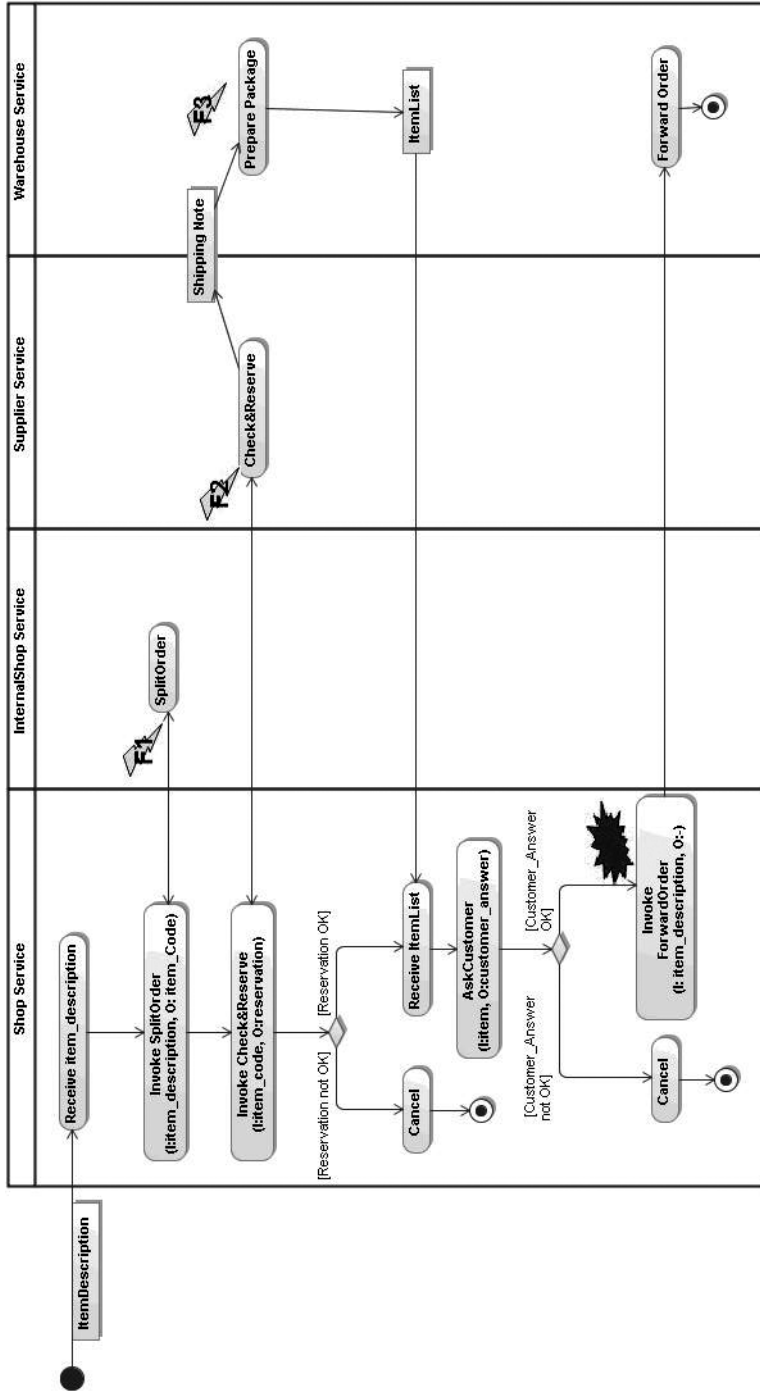 ItemDescription
Shop Service
InternalShop Service
Supplier Service
Warehouse Service
Receive item_description
Invoke SplitOrder
(I:item_description, O: item_Code)
F1
SplitOrder
Invoke Check&Reserve
(I:item_code, O:reservation)
F2
Check&Reserve
Shipping Note
F3
Prepare Package
[Reservation not OK]
[Reservation OK]
Cancel
Receive ItemList
ItemList
AskCustomer
(I:item, O:customer_answer)
[Customer_Answer
not OK]
[Customer_Answer
OK]
Cancel
Invoke
ForwardOrder
(I: item_description, O:-)
Forward Order